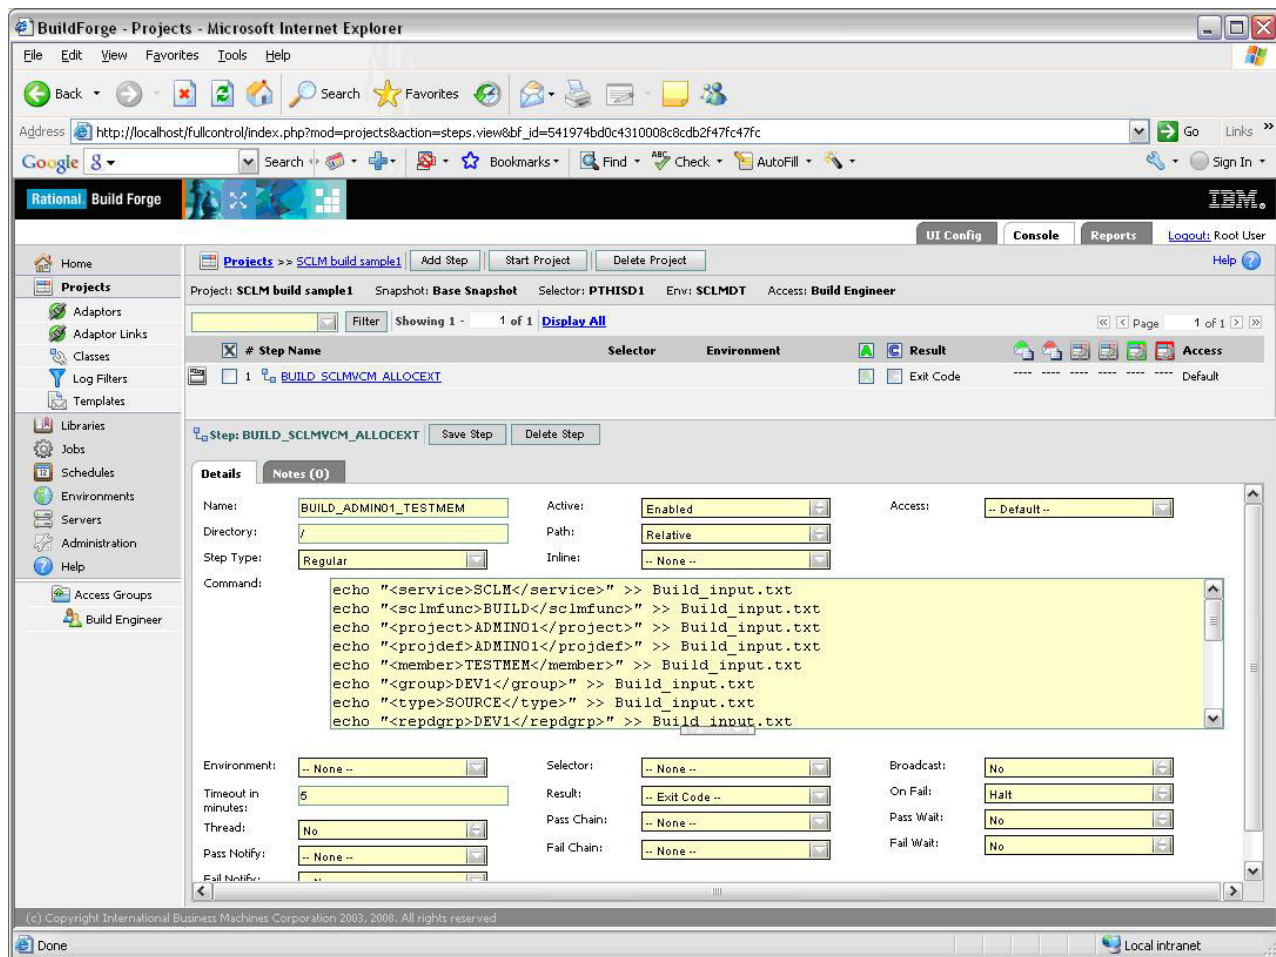 BuildForge - Projects - Microsoft Internet Explorer
File Edit View Favorites Tools Help
Back Search Favorites
Address http://localhost/fullcontrol/index.php?mod=projects&action=steps.view&bf_id=541974bd0c4310008c8cdb2f47fc47fc Go Links »
Google Search Bookmarks Find Check AutoFill Sign In
Rational. Build Forge IBM.
UI Config Console Reports Logout: Root User
Home
Projects
Adaptors
Adaptor Links
Classes
Log Filters
Templates
Libraries
Jobs
Schedules
Environments
Servers
Administration
Help
Access Groups
Build Engineer
Projects >> SCLM build sample1 Add Step Start Project Delete Project Help
Project: SCLM build sample1 Snapshot: Base Snapshot Selector: PTHISD1 Env: SCLMDT Access: Build Engineer
Filter Showing 1 - 1 of 1 Display All Page 1 of 1
# Step Name Selector Environment A C Result Access
1 BUILD_SCLMVCM_ALLOCEXT Exit Code ---- ---- ---- ---- ---- ---- Default
Step: BUILD_SCLMVCM_ALLOCEXT Save Step Delete Step
Details Notes (0)
Name: BUILD_ADMIN01_TESTMEM Active: Enabled Access: -- Default --
Directory: / Path: Relative
Step Type: Regular Inline: -- None --
Command:
echo "<service>SCLM</service>" >> Build_input.txt
echo "<sclmfunc>BUILD</sclmfunc>" >> Build_input.txt
echo "<project>ADMIN01</project>" >> Build_input.txt
echo "<projdef>ADMIN01</projdef>" >> Build_input.txt
echo "<member>TESTMEM</member>" >> Build_input.txt
echo "<group>DEV1</group>" >> Build_input.txt
echo "<type>SOURCE</type>" >> Build_input.txt
echo "<repdgrp>DEV1</repdgrp>" >> Build_input.txt
Environment: -- None -- Selector: -- None -- Broadcast: No
Timeout in minutes: 5 Result: -- Exit Code -- On Fail: Halt
Thread: No Pass Chain: -- None -- Pass Wait: No
Pass Notify: -- None -- Fail Chain: -- None -- Fail Wait: No
Fail Notify:
(c) Copyright International Business Machines Corporation 2003, 2008. All rights reserved
Done Local intranet